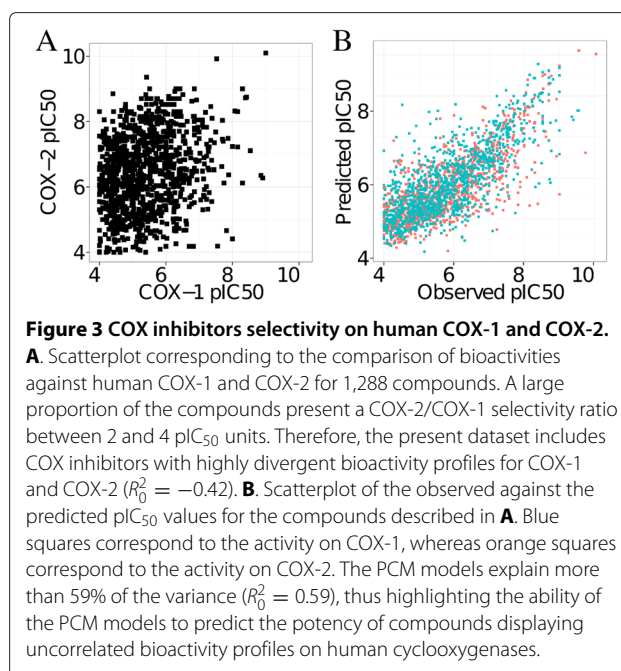 A
B
10
8
6
4
COX-2 pIC50
4 6 8 10
COX-1 pIC50
8
6
4
Predicted pIC50
4 6 8 10
Observed pIC50
Figure 3 COX inhibitors selectivity on human COX-1 and COX-2.
A. Scatterplot corresponding to the comparison of bioactivities
against human COX-1 and COX-2 for 1,288 compounds. A large
proportion of the compounds present a COX-2/COX-1 selectivity ratio
between 2 and 4 pIC₅₀ units. Therefore, the present dataset includes
COX inhibitors with highly divergent bioactivity profiles for COX-1
and COX-2 (R₀² = −0.42). B. Scatterplot of the observed against the
predicted pIC₅₀ values for the compounds described in A. Blue
squares correspond to the activity on COX-1, whereas orange squares
correspond to the activity on COX-2. The PCM models explain more
than 59% of the variance (R₀² = 0.59), thus highlighting the ability of
the PCM models to predict the potency of compounds displaying
uncorrelated bioactivity profiles on human cyclooxygenases.